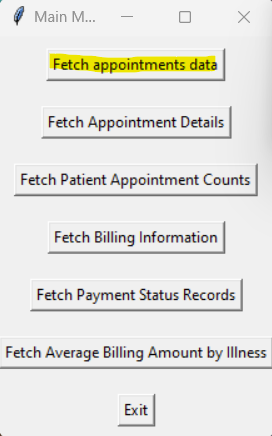 Main M...
Fetch appointments data
Fetch Appointment Details
Fetch Patient Appointment Counts
Fetch Billing Information
Fetch Payment Status Records
Fetch Average Billing Amount by Illness
Exit